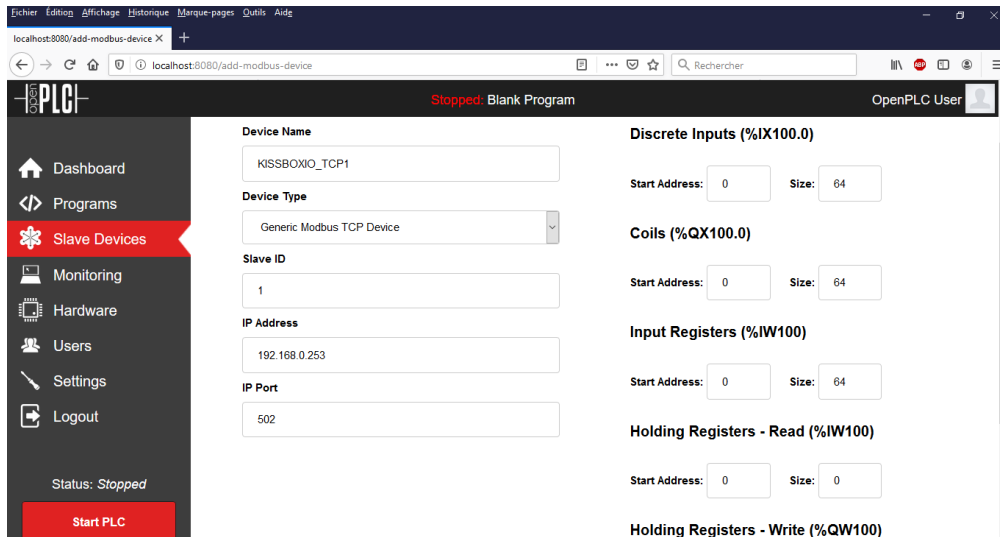 Fichier Édition Affichage Historique Marque-pages Outils Aide
localhost:8080/add-modbus-device
localhost:8080/add-modbus-device
Rechercher
ABP
open PLC
Stopped: Blank Program
OpenPLC User
Dashboard
Programs
Slave Devices
Monitoring
Hardware
Users
Settings
Logout
Status: Stopped
Start PLC
Device Name
KISSBOXIO_TCP1
Device Type
Generic Modbus TCP Device
Slave ID
1
IP Address
192.168.0.253
IP Port
502
Discrete Inputs (%IX100.0)
Start Address: 0 Size: 64
Coils (%QX100.0)
Start Address: 0 Size: 64
Input Registers (%IW100)
Start Address: 0 Size: 64
Holding Registers - Read (%IW100)
Start Address: 0 Size: 0
Holding Registers - Write (%QW100)